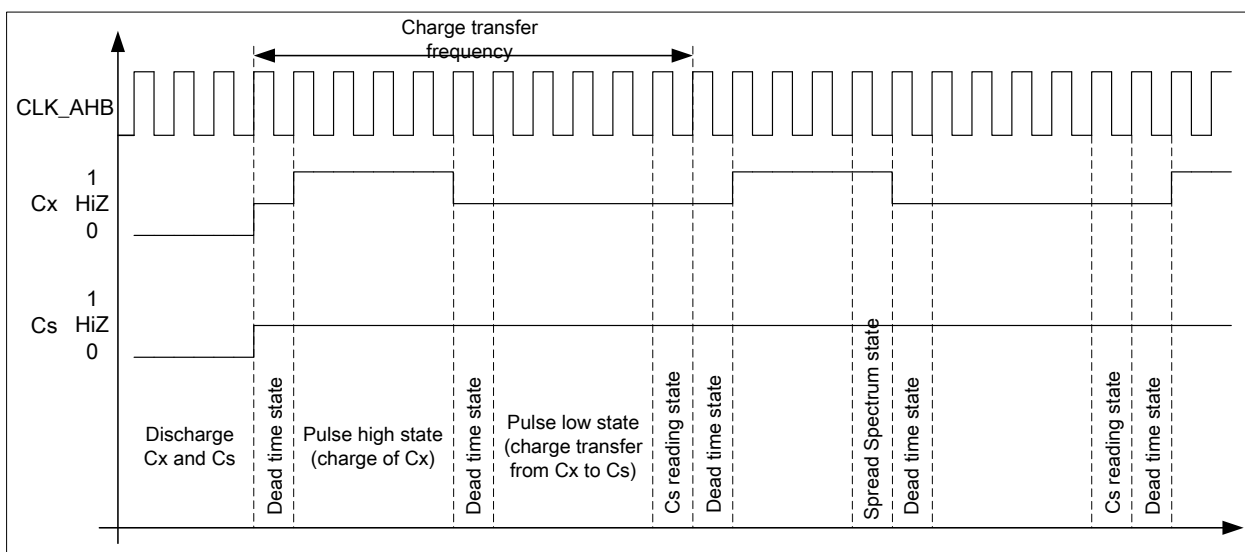 Charge transfer
frequency
CLK_AHB
1
Cx HiZ
0
1
Cs HiZ
0
Discharge
Cx and Cs
Dead time state
Pulse high state
(charge of Cx)
Dead time state
Pulse low state
(charge transfer
from Cx to Cs)
Cs reading state
Dead time state
Spread Spectrum state
Dead time state
Cs reading state
Dead time state